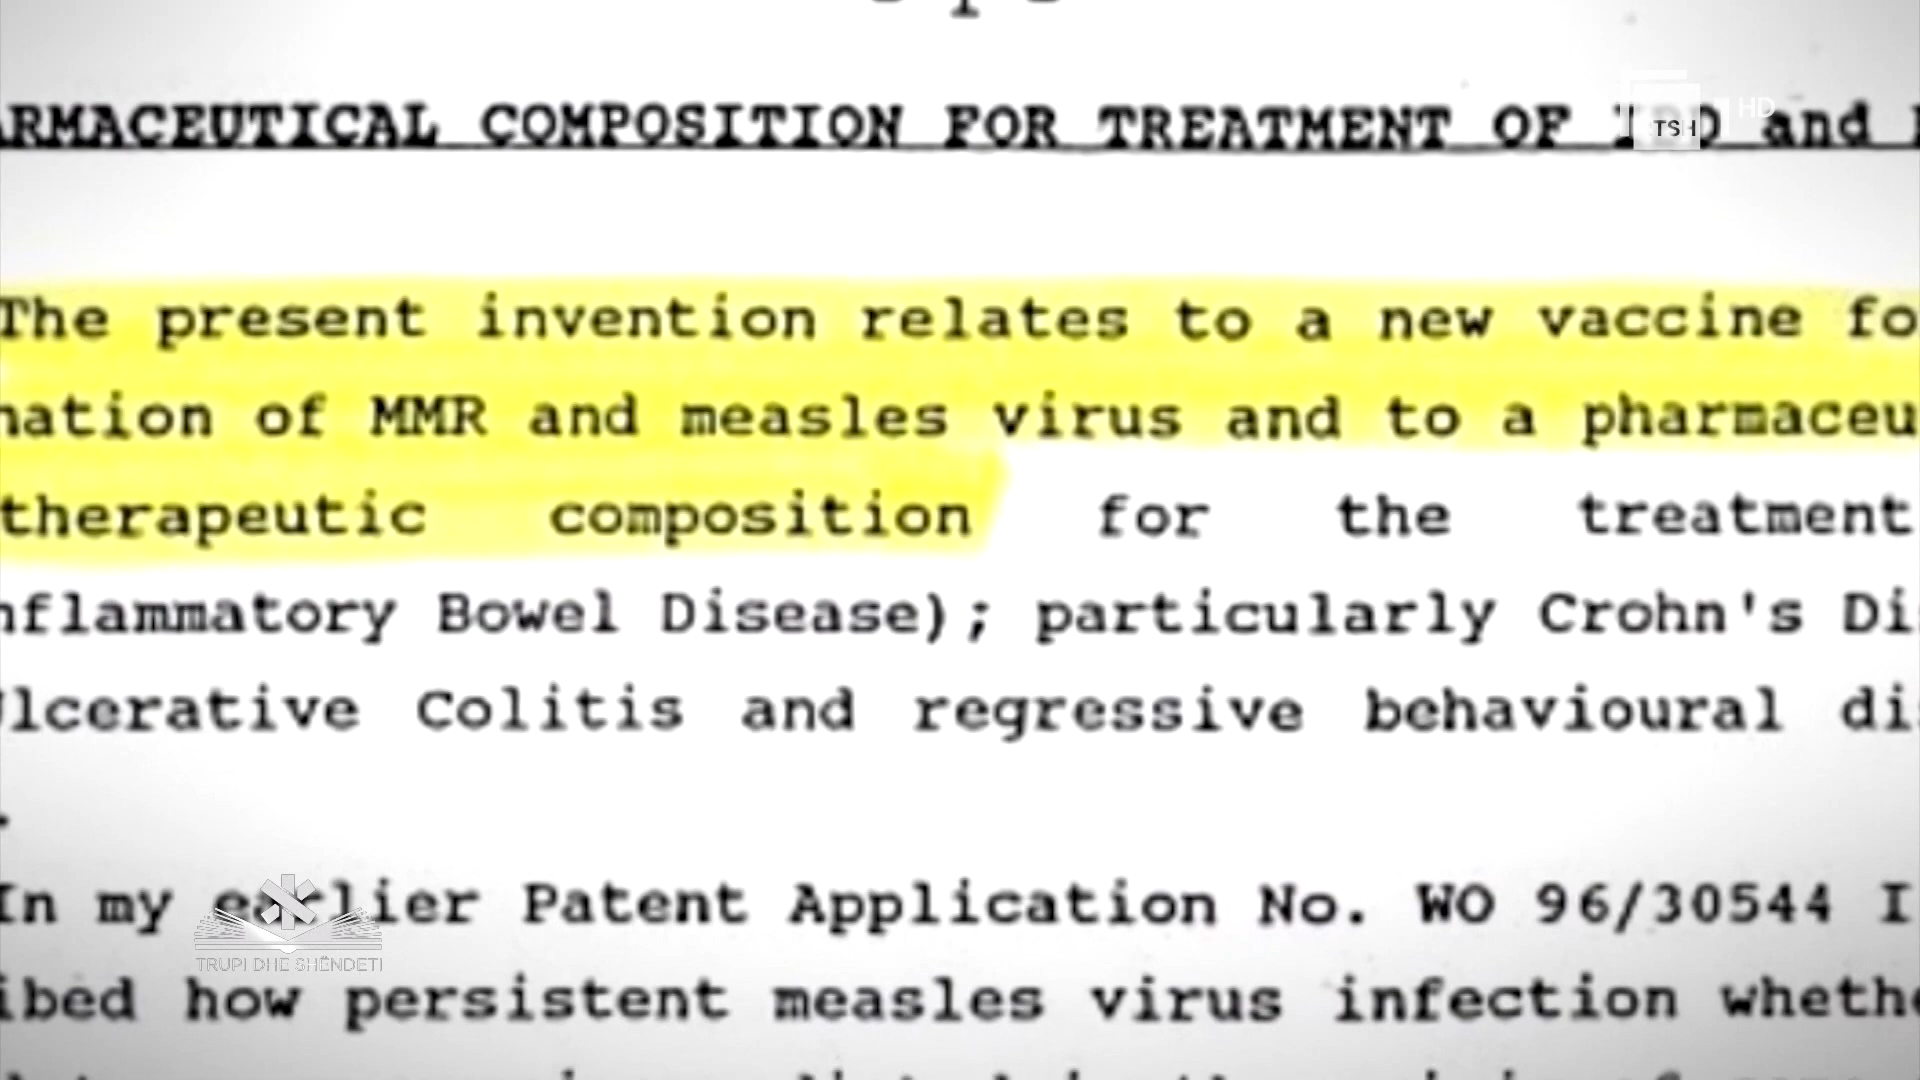 RMACEUTICAL COMPOSITION FOR TREATMENT OF IBD and
TSH HD
The present invention relates to a new vaccine fo
nation of MMR and measles virus and to a pharmaceu
therapeutic composition for the treatment
nflammatory Bowel Disease); particularly Crohn's Di
lcerative Colitis and regressive behavioural di
In my earlier Patent Application No. WO 96/30544 I
TRUPI DHE SHËNDETI
ibed how persistent measles virus infection whethe